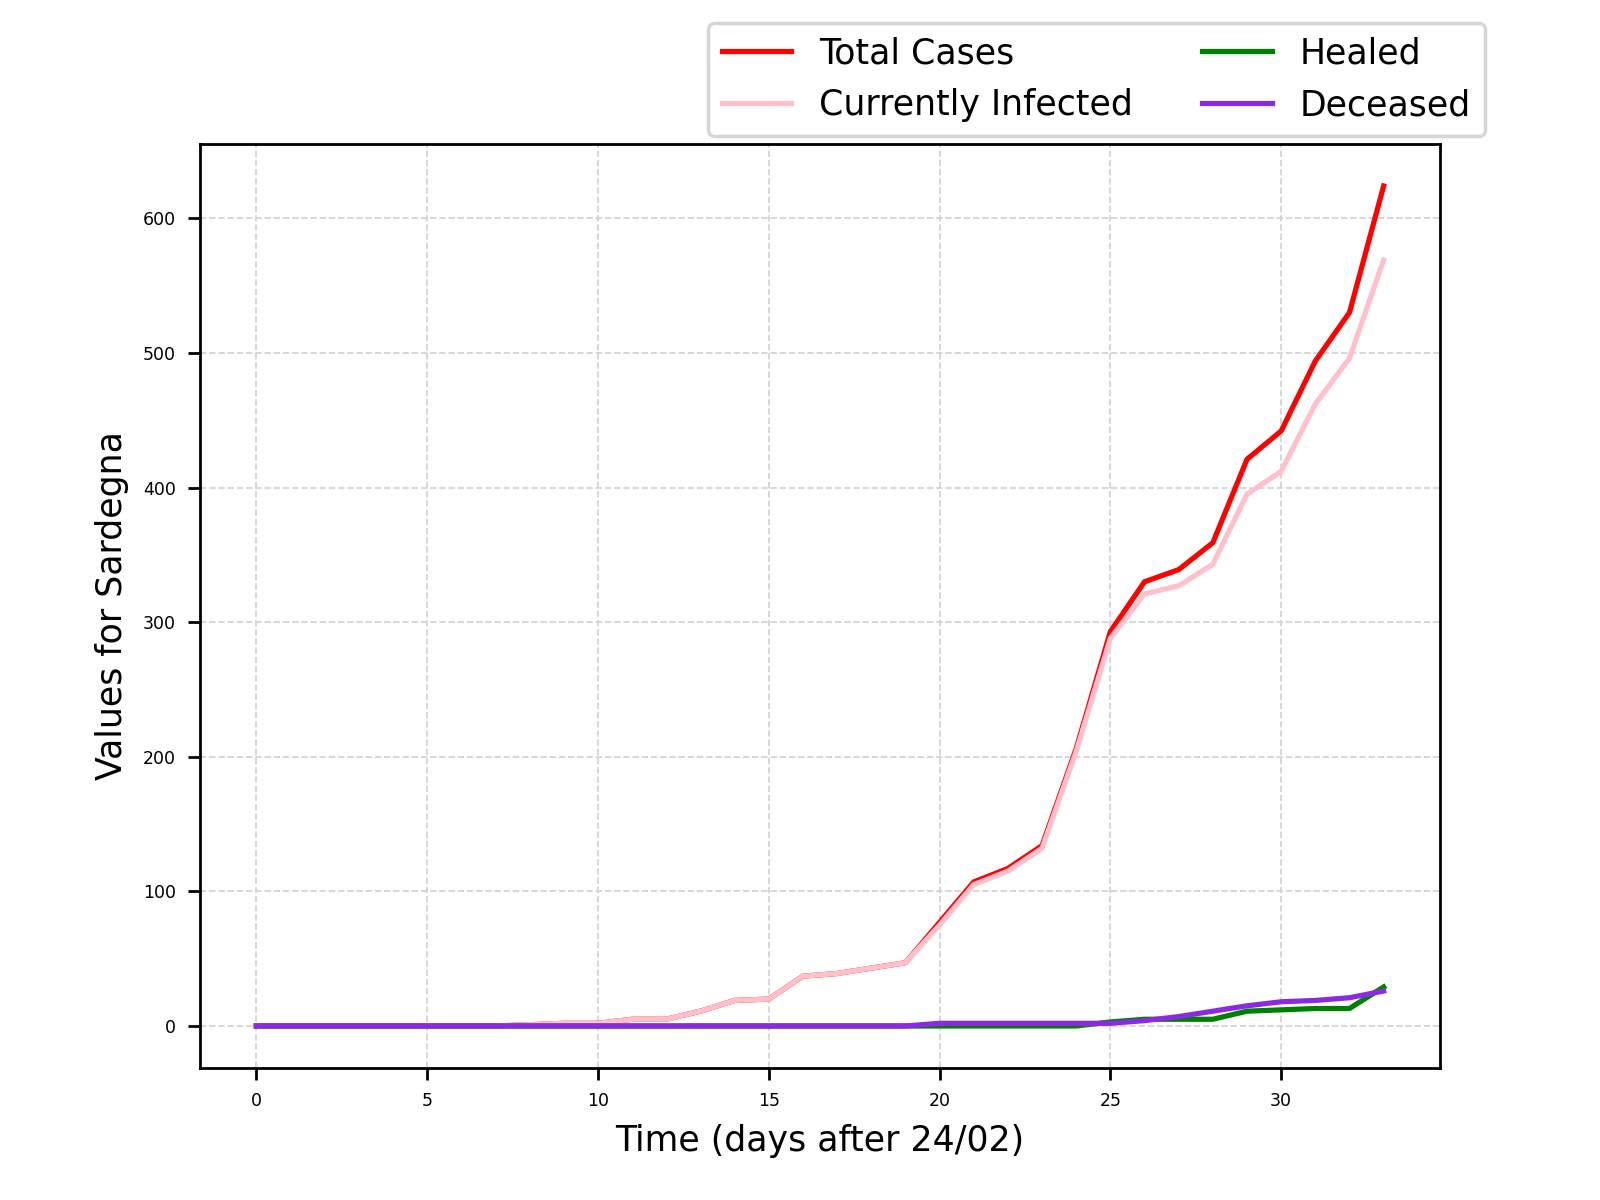 Total Cases
Currently Infected
Healed
Deceased
600
500
400
300
200
100
0
Values for Sardegna
0 5 10 15 20 25 30
Time (days after 24/02)